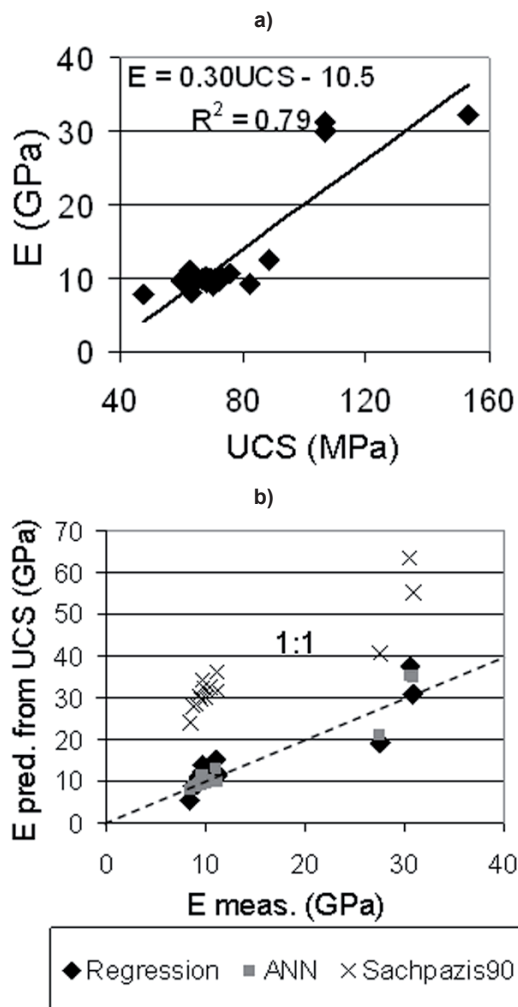 a)
E = 0.30UCS - 10.5
R² = 0.79
40
30
20
10
0
E (GPa)
40 80 120 160
UCS (MPa)
b)
70
60
50
40
30
20
10
0
E pred. from UCS (GPa)
1:1
0 10 20 30 40
E meas. (GPa)
Regression ANN Sachpazis90